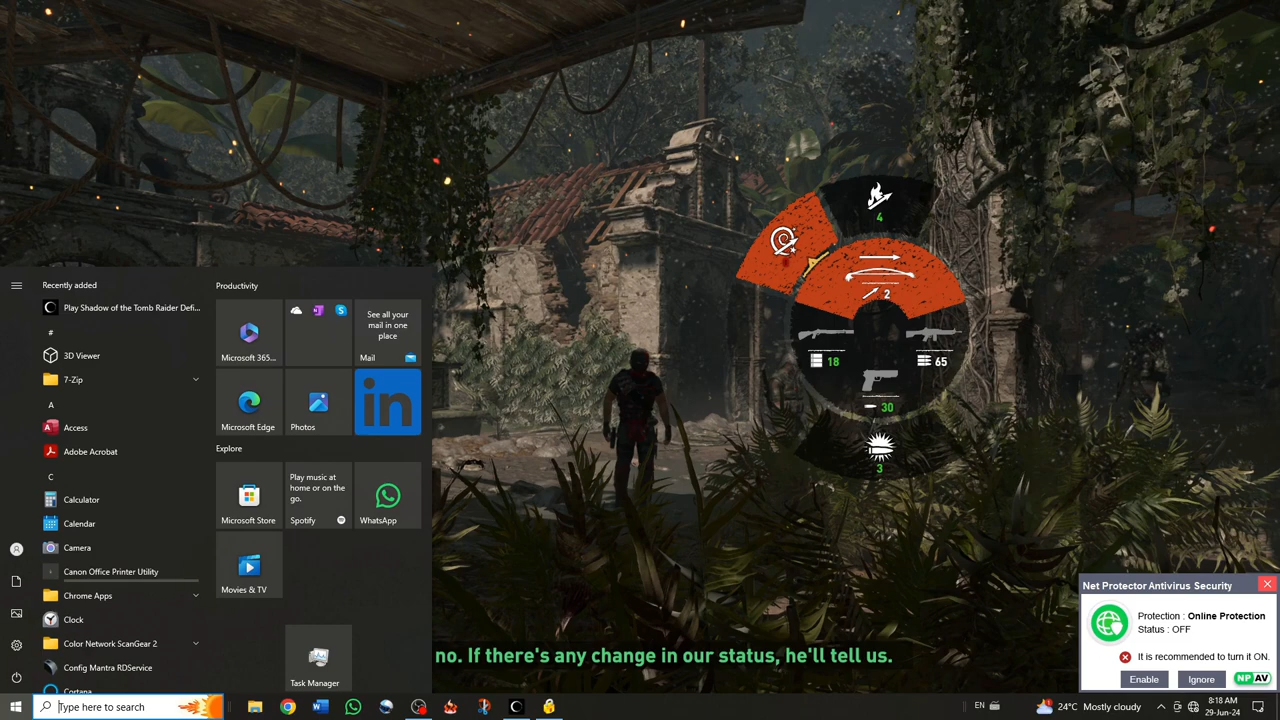 Recently added
Play Shadow of the Tomb Raider Defi...
#
3D Viewer
7-Zip
A
Access
Adobe Acrobat
C
Calculator
Calendar
Camera
Canon Office Printer Utility
Chrome Apps
Clock
Color Network ScanGear 2
Config Mantra RDService
Cortana
Productivity
Microsoft 365...
See all your
mail in one
place
Mail
Microsoft Edge
Photos
in
Explore
Microsoft Store
Play music at
home or on the
go.
Spotify
WhatsApp
Movies & TV
Task Manager
4
2
18
65
30
3
no. If there's any change in our status, he'll tell us.
Net Protector Antivirus Security
Protection : Online Protection
Status : OFF
It is recommended to turn it ON.
Enable
Ignore
NP AV
Type here to search
EN
24°C Mostly cloudy
8:18 AM
29-Jun-24